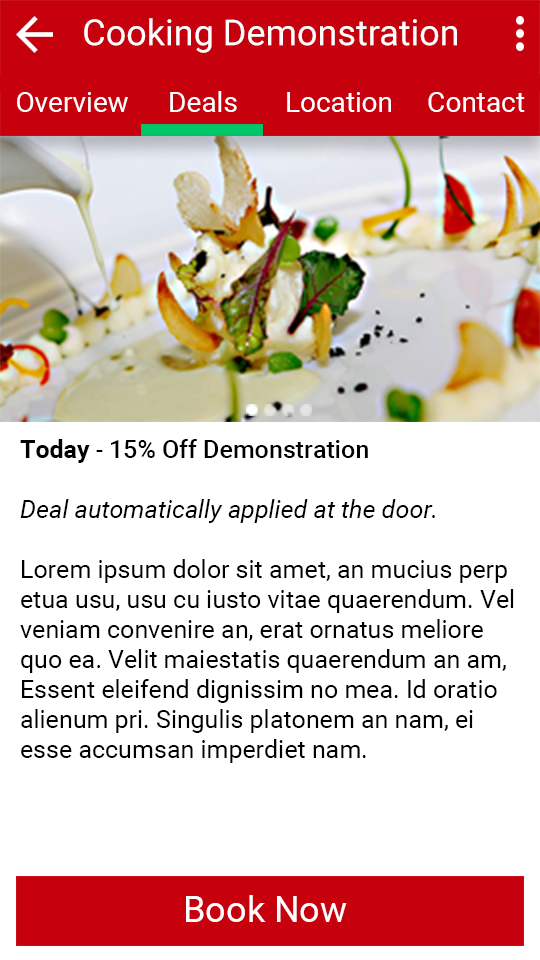 Cooking Demonstration
Overview Deals Location Contact
Today - 15% Off Demonstration
Deal automatically applied at the door.
Lorem ipsum dolor sit amet, an mucius perp
etua usu, usu cu iusto vitae quaerendum. Vel
veniam convenire an, erat ornatus meliore
quo ea. Velit maiestatis quaerendum an am,
Essent eleifend dignissim no mea. Id oratio
alienum pri. Singulis platonem an nam, ei
esse accumsan imperdiet nam.
Book Now